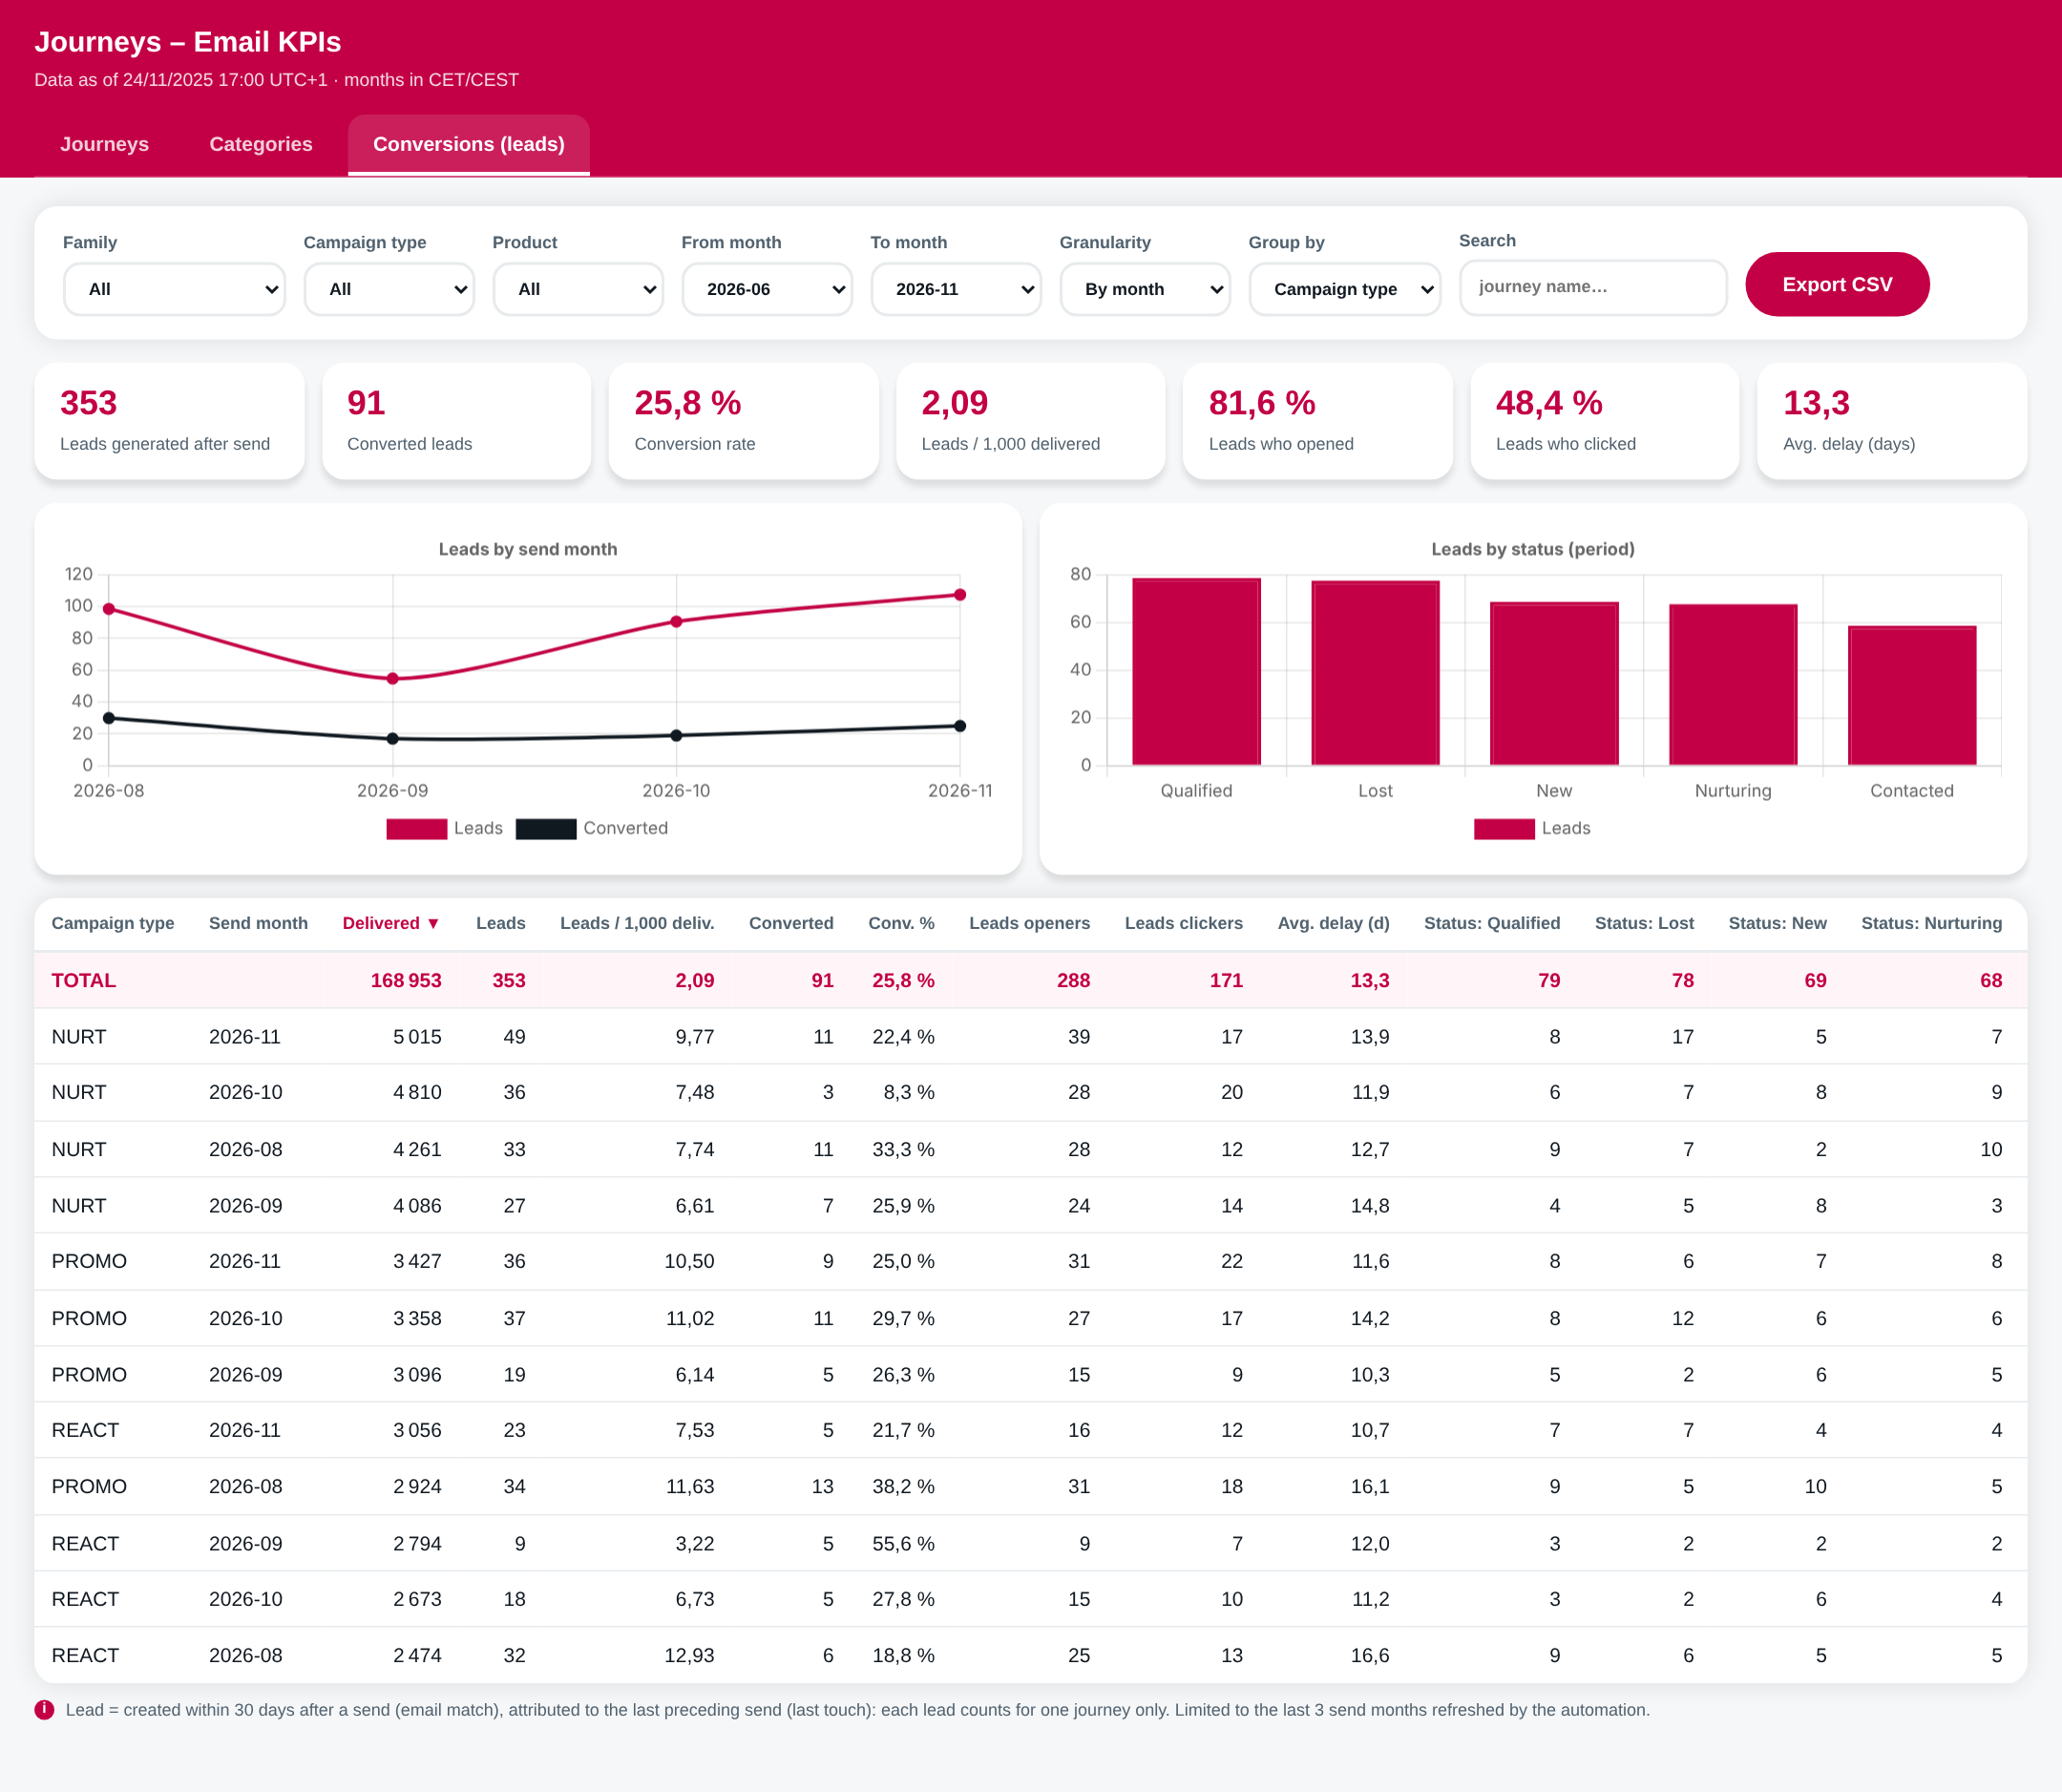 Journeys – Email KPIs
Data as of 24/11/2025 17:00 UTC+1 · months in CET/CEST
Journeys Categories Conversions (leads)
Family Campaign type Product From month To month Granularity Group by Search
All All All 2026-06 2026-11 By month Campaign type journey name… Export CSV
353 91 25,8 % 2,09 81,6 % 48,4 % 13,3
Leads generated after send Converted leads Conversion rate Leads / 1,000 delivered Leads who opened Leads who clicked Avg. delay (days)
Leads by send month
120
100
80
60
40
20
0
2026-08 2026-09 2026-10 2026-11
Leads Converted
Leads by status (period)
80
60
40
20
0
Qualified Lost New Nurturing Contacted
Leads
Campaign type Send month Delivered ▼ Leads Leads / 1,000 deliv. Converted Conv. % Leads openers Leads clickers Avg. delay (d) Status: Qualified Status: Lost Status: New Status: Nurturing
TOTAL 168 953 353 2,09 91 25,8 % 288 171 13,3 79 78 69 68
NURT 2026-11 5 015 49 9,77 11 22,4 % 39 17 13,9 8 17 5 7
NURT 2026-10 4 810 36 7,48 3 8,3 % 28 20 11,9 6 7 8 9
NURT 2026-08 4 261 33 7,74 11 33,3 % 28 12 12,7 9 7 2 10
NURT 2026-09 4 086 27 6,61 7 25,9 % 24 14 14,8 4 5 8 3
PROMO 2026-11 3 427 36 10,50 9 25,0 % 31 22 11,6 8 6 7 8
PROMO 2026-10 3 358 37 11,02 11 29,7 % 27 17 14,2 8 12 6 6
PROMO 2026-09 3 096 19 6,14 5 26,3 % 15 9 10,3 5 2 6 5
REACT 2026-11 3 056 23 7,53 5 21,7 % 16 12 10,7 7 7 4 4
PROMO 2026-08 2 924 34 11,63 13 38,2 % 31 18 16,1 9 5 10 5
REACT 2026-09 2 794 9 3,22 5 55,6 % 9 7 12,0 3 2 2 2
REACT 2026-10 2 673 18 6,73 5 27,8 % 15 10 11,2 3 2 6 4
REACT 2026-08 2 474 32 12,93 6 18,8 % 25 13 16,6 9 6 5 5
i Lead = created within 30 days after a send (email match), attributed to the last preceding send (last touch): each lead counts for one journey only. Limited to the last 3 send months refreshed by the automation.